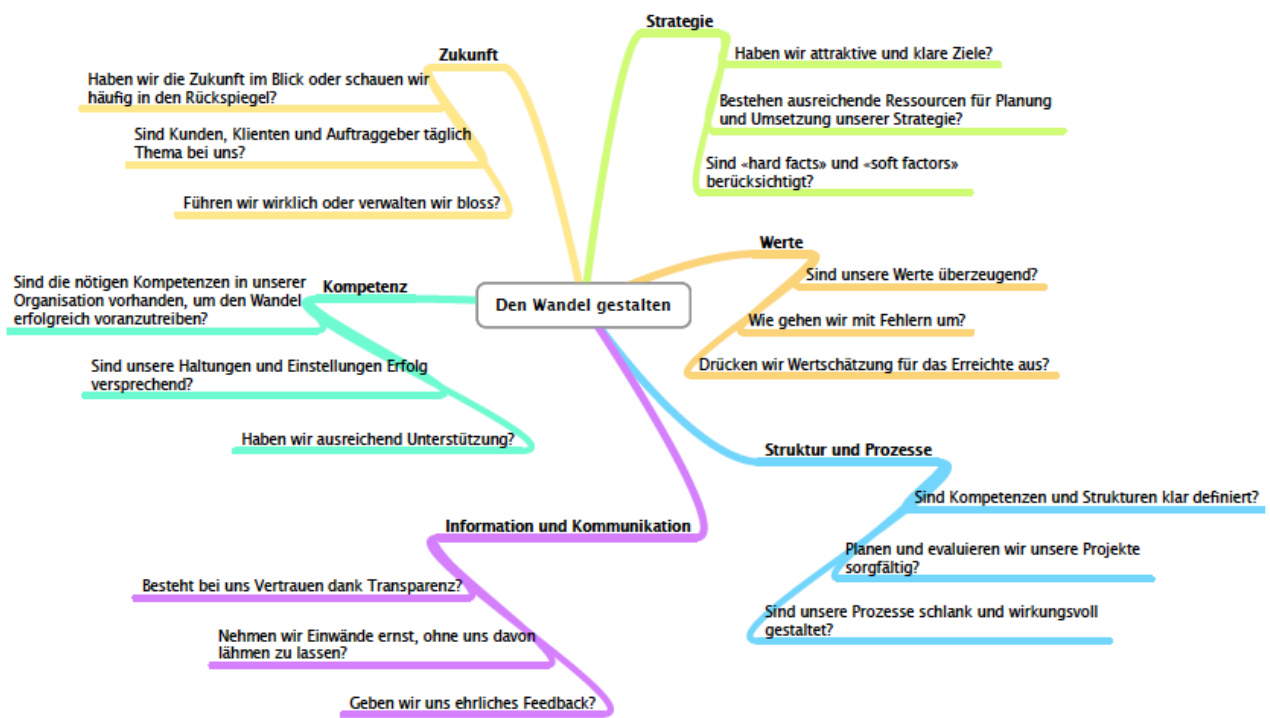 Den Wandel gestalten
Strategie
Haben wir attraktive und klare Ziele?
Bestehen ausreichende Ressourcen für Planung
und Umsetzung unserer Strategie?
Sind «hard facts» und «soft factors»
berücksichtigt?
Werte
Sind unsere Werte überzeugend?
Wie gehen wir mit Fehlern um?
Drücken wir Wertschätzung für das Erreichte aus?
Struktur und Prozesse
Sind Kompetenzen und Strukturen klar definiert?
Planen und evaluieren wir unsere Projekte
sorgfältig?
Sind unsere Prozesse schlank und wirkungsvoll
gestaltet?
Information und Kommunikation
Besteht bei uns Vertrauen dank Transparenz?
Nehmen wir Einwände ernst, ohne uns davon
lähmen zu lassen?
Geben wir uns ehrliches Feedback?
Kompetenz
Sind die nötigen Kompetenzen in unserer
Organisation vorhanden, um den Wandel
erfolgreich voranzutreiben?
Sind unsere Haltungen und Einstellungen Erfolg
versprechend?
Haben wir ausreichend Unterstützung?
Zukunft
Haben wir die Zukunft im Blick oder schauen wir
häufig in den Rückspiegel?
Sind Kunden, Klienten und Auftraggeber täglich
Thema bei uns?
Führen wir wirklich oder verwalten wir bloss?